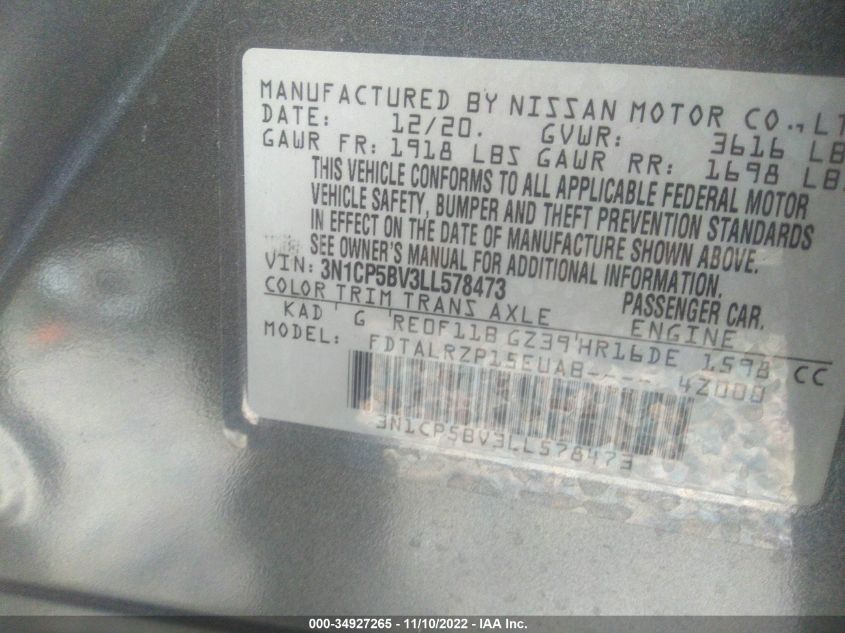 MANUFACTURED BY NISSAN MOTOR CO., LT
DATE: 12/20. GVWR: 3616 LB
GAWR FR: 1918 LBS GAWR RR: 1698 LBS
THIS VEHICLE CONFORMS TO ALL APPLICABLE FEDERAL MOTOR
VEHICLE SAFETY, BUMPER AND THEFT PREVENTION STANDARDS
IN EFFECT ON THE DATE OF MANUFACTURE SHOWN ABOVE.
SEE OWNER'S MANUAL FOR ADDITIONAL INFORMATION.
VIN: 3N1CP5BV3LL578473 PASSENGER CAR.
COLOR TRIM TRANS AXLE ENGINE
KAD G RE0F11B GZ39 HR16DE 1598 CC
MODEL: FDTALRZP15EUAB---- 4Z000
3N1CP5BV3LL578473
000-34927265 - 11/10/2022 - IAA Inc.